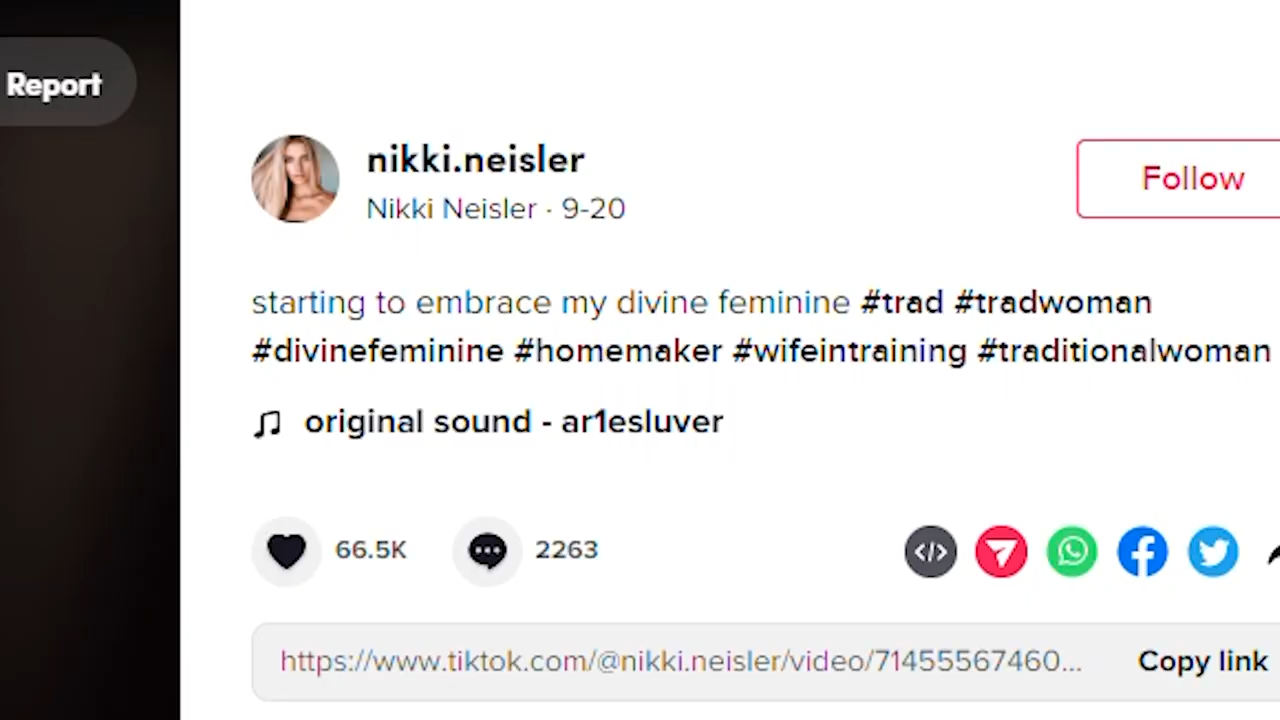 Report
nikki.neisler
Nikki Neisler · 9-20
Follow
starting to embrace my divine feminine #trad #tradwoman
#divinefeminine #homemaker #wifeintraining #traditionalwoman
original sound - ar1esluver
66.5K
2263
https://www.tiktok.com/@nikki.neisler/video/71455567460...
Copy link